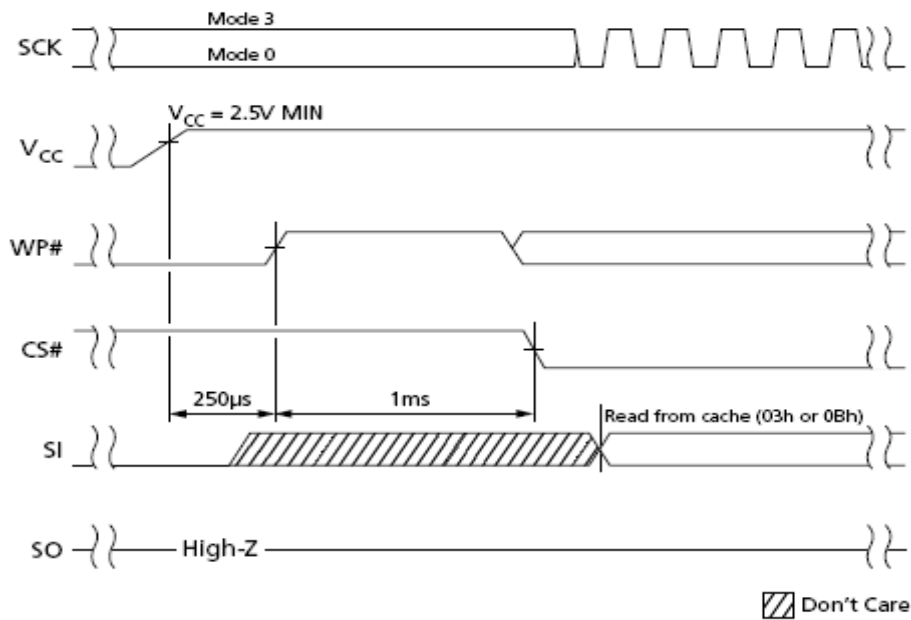 Mode 3
SCK
Mode 0
VCC = 2.5V MIN
VCC
WP#
CS#
250µs
1ms
Read from cache (03h or 0Bh)
SI
SO
High-Z
Don't Care